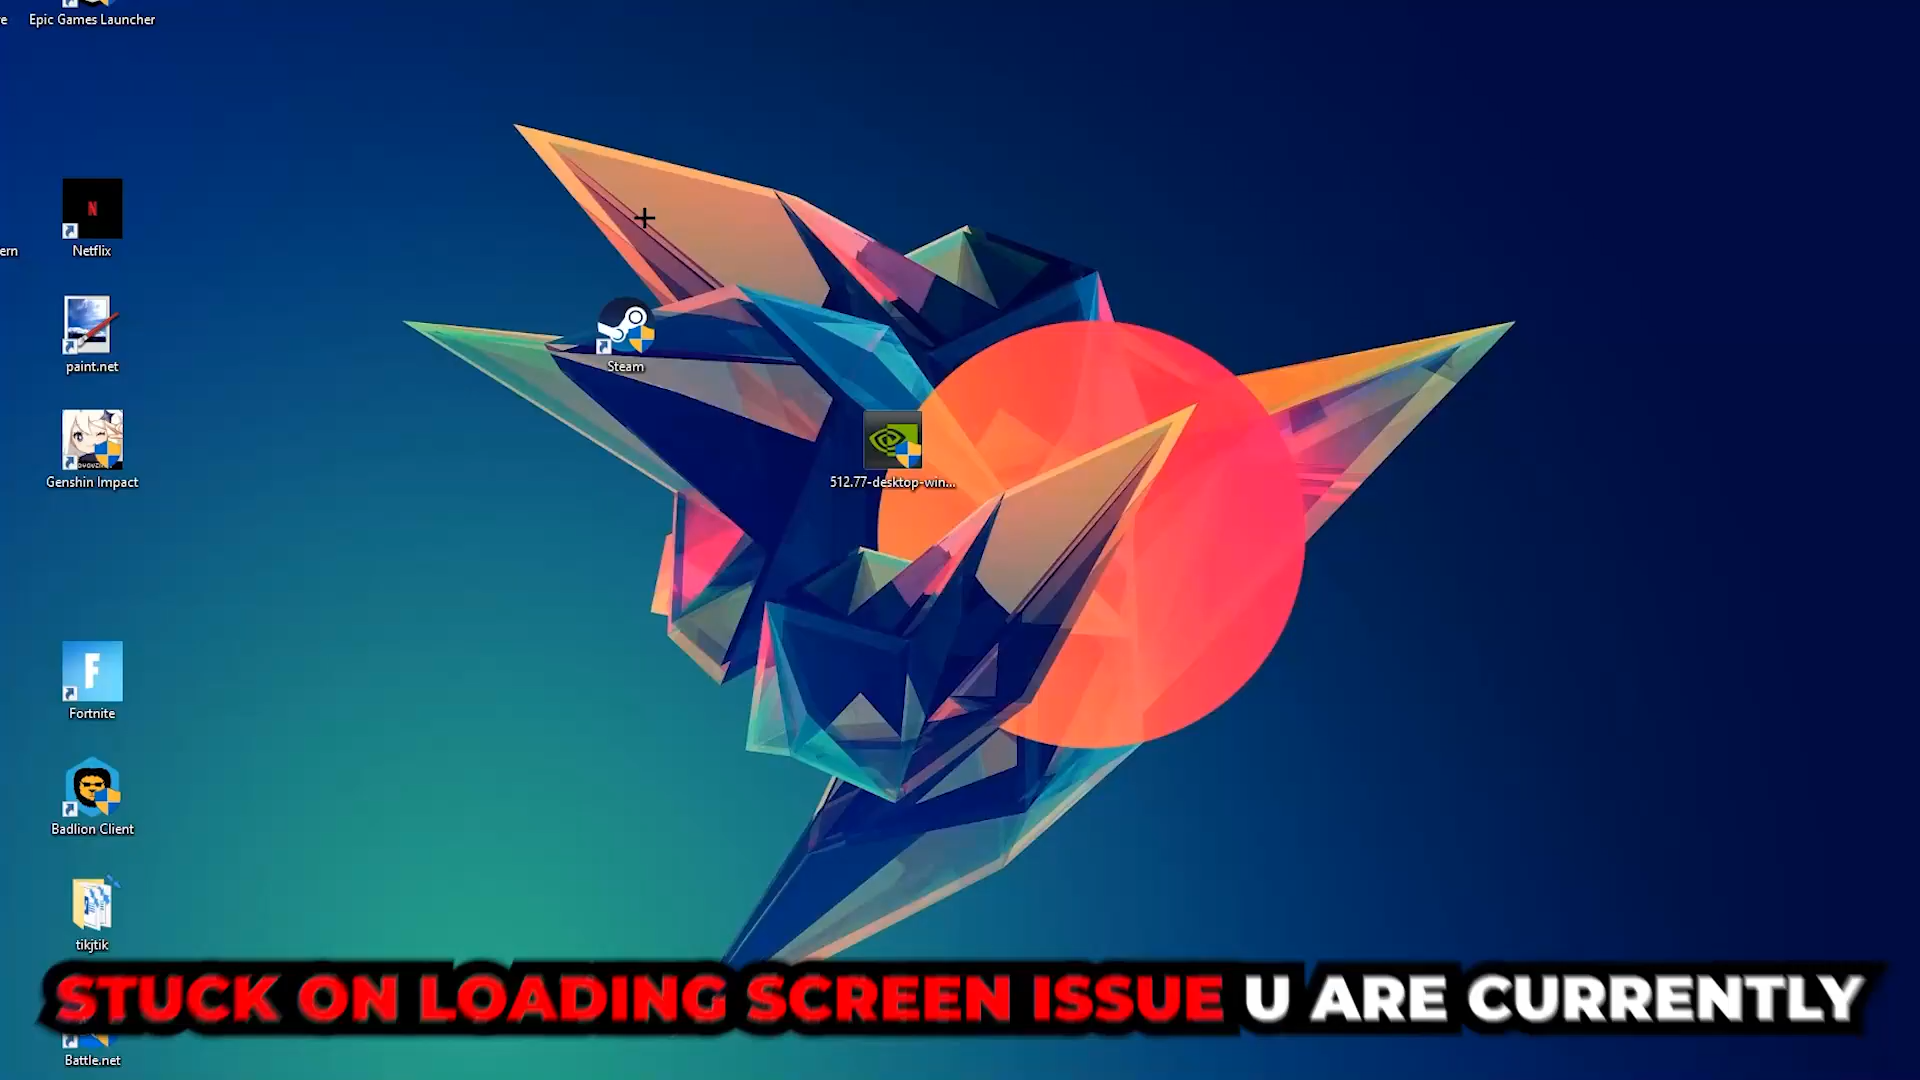 Epic Games Launcher
Netflix
ern
paint.net
Steam
Genshin Impact
512.77-desktop-win...
F
Fortnite
Badlion Client
tikjtik
STUCK ON LOADING SCREEN ISSUE U ARE CURRENTLY
Battle.net